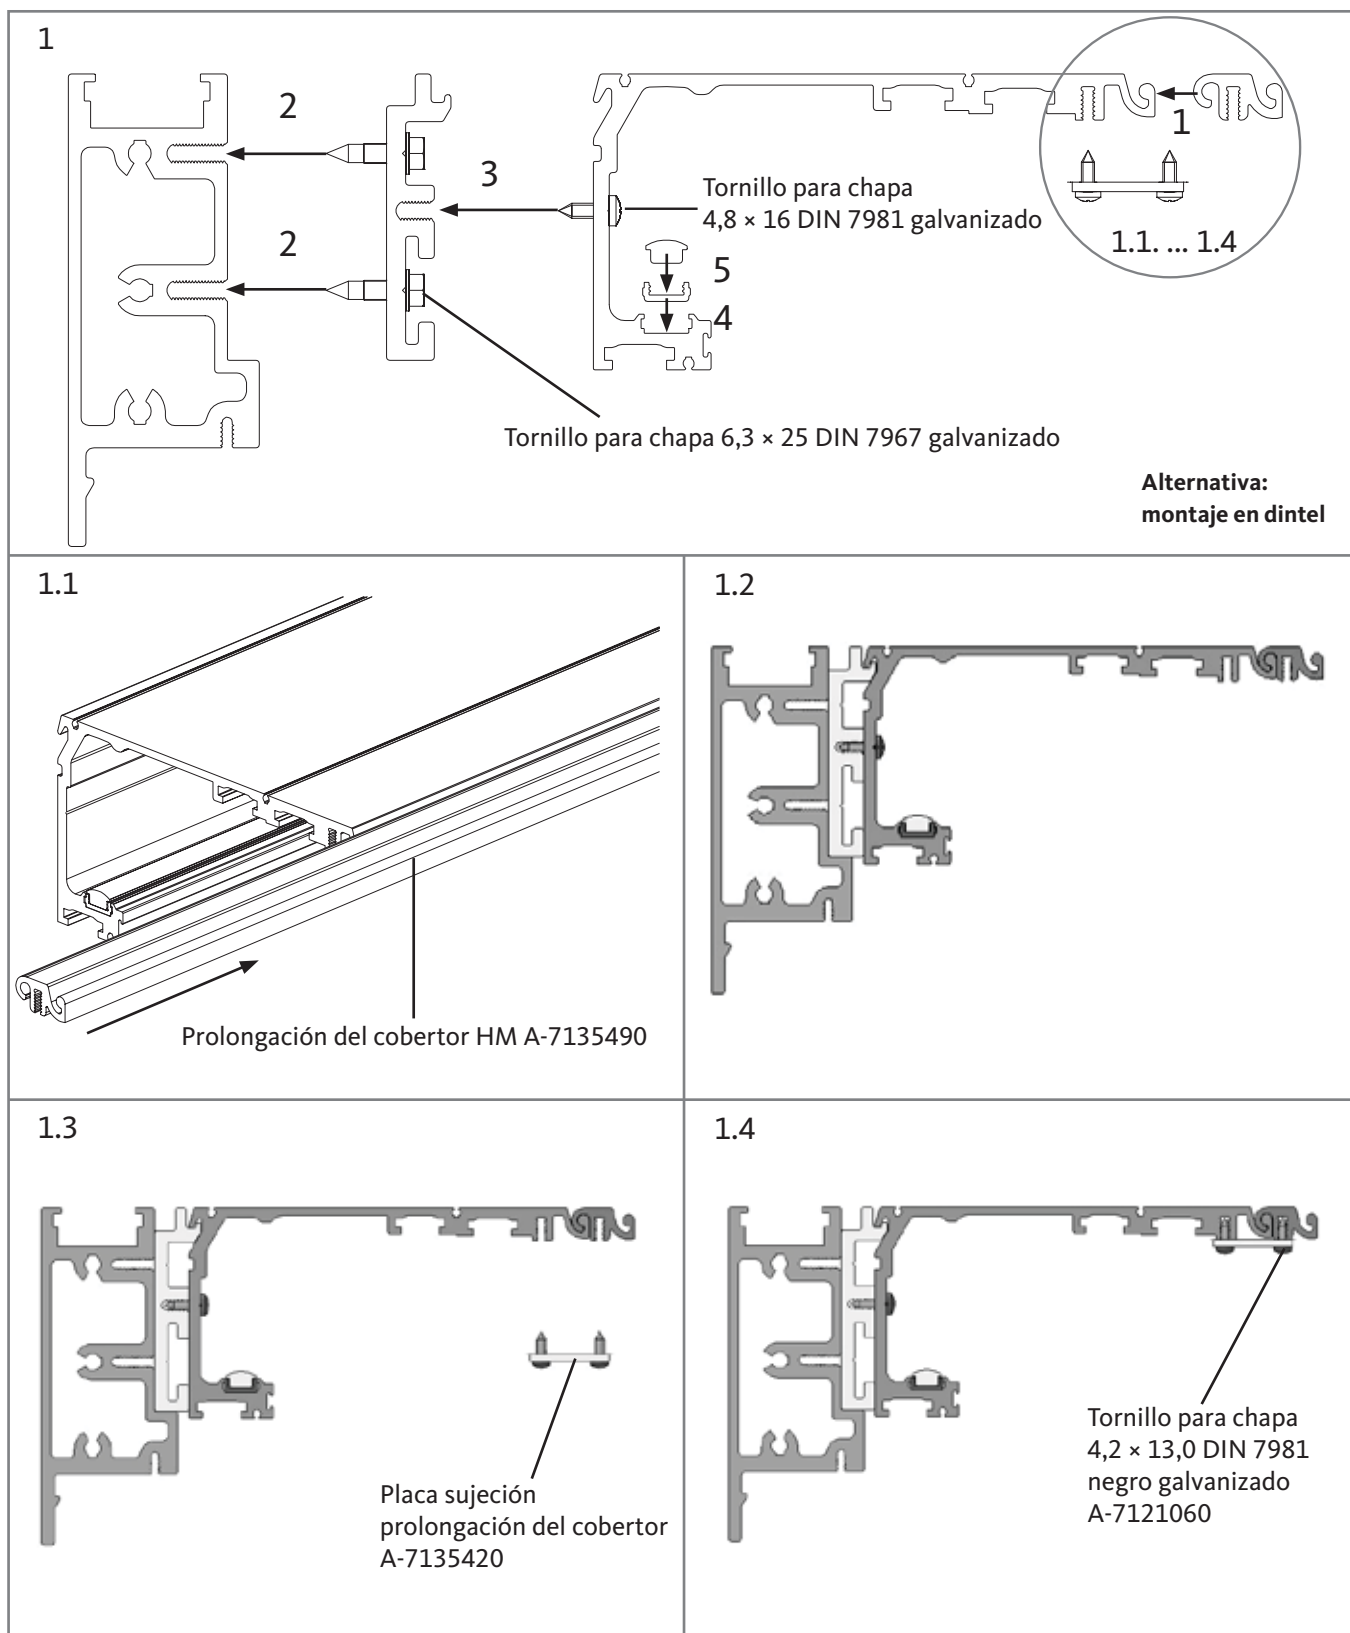 1
2
2
3
Tornillo para chapa
4,8 × 16 DIN 7981 galvanizado
5
4
1
1.1. ... 1.4
Tornillo para chapa 6,3 × 25 DIN 7967 galvanizado
Alternativa:
montaje en dintel
1.1
Prolongación del cobertor HM A-7135490
1.2
1.3
Placa sujeción
prolongación del cobertor
A-7135420
1.4
Tornillo para chapa
4,2 × 13,0 DIN 7981
negro galvanizado
A-7121060